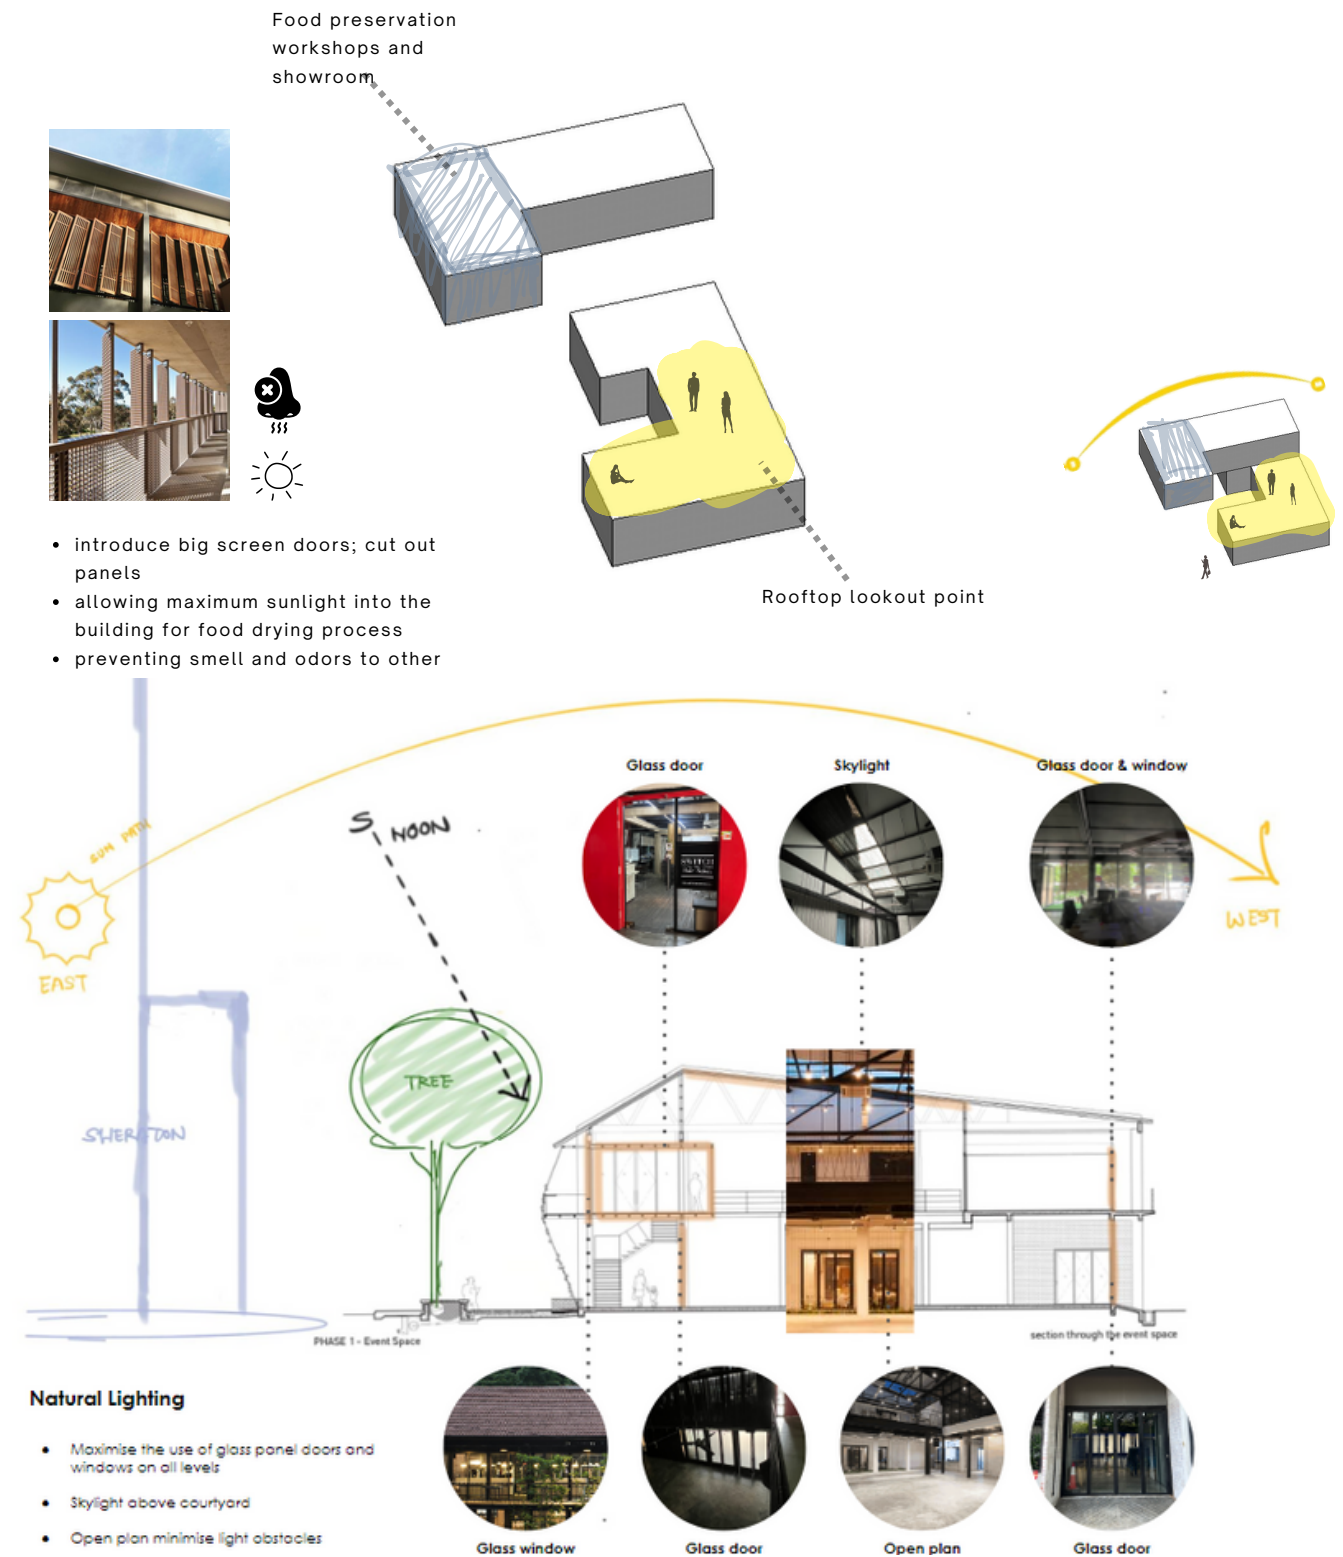 Food preservation
workshops and
showroom
• introduce big screen doors; cut out
panels
• allowing maximum sunlight into the
building for food drying process
• preventing smell and odors to other
Rooftop lookout point
Glass door
Skylight
Glass door & window
SUN PATH
S
NOON
EAST
WEST
TREE
SHERATON
SWITCH
PHASE 1 - Event Space
section through the event space
Natural Lighting
• Maximise the use of glass panel doors and
windows on all levels
• Skylight above courtyard
• Open plan minimise light obstacles
Glass window
Glass door
Open plan
Glass door